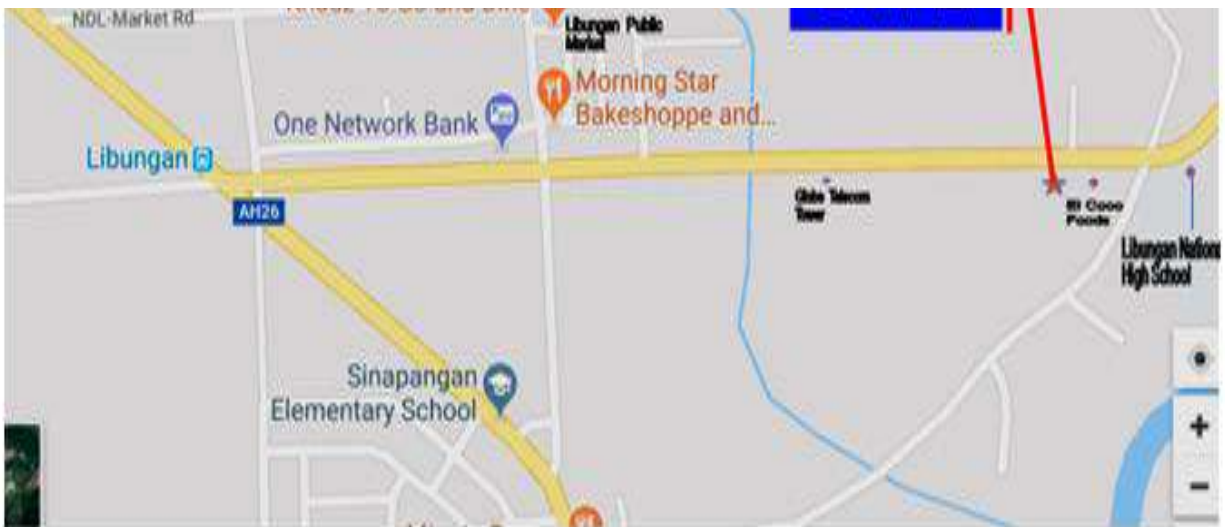 NDL-Market Rd
Libungan Public
Market
Morning Star
Bakeshoppe and...
One Network Bank
Libungan
AH26
Globe Telecom
Tower
El Coco
Foods
Libungan Nationa
High School
Sinapangan
Elementary School